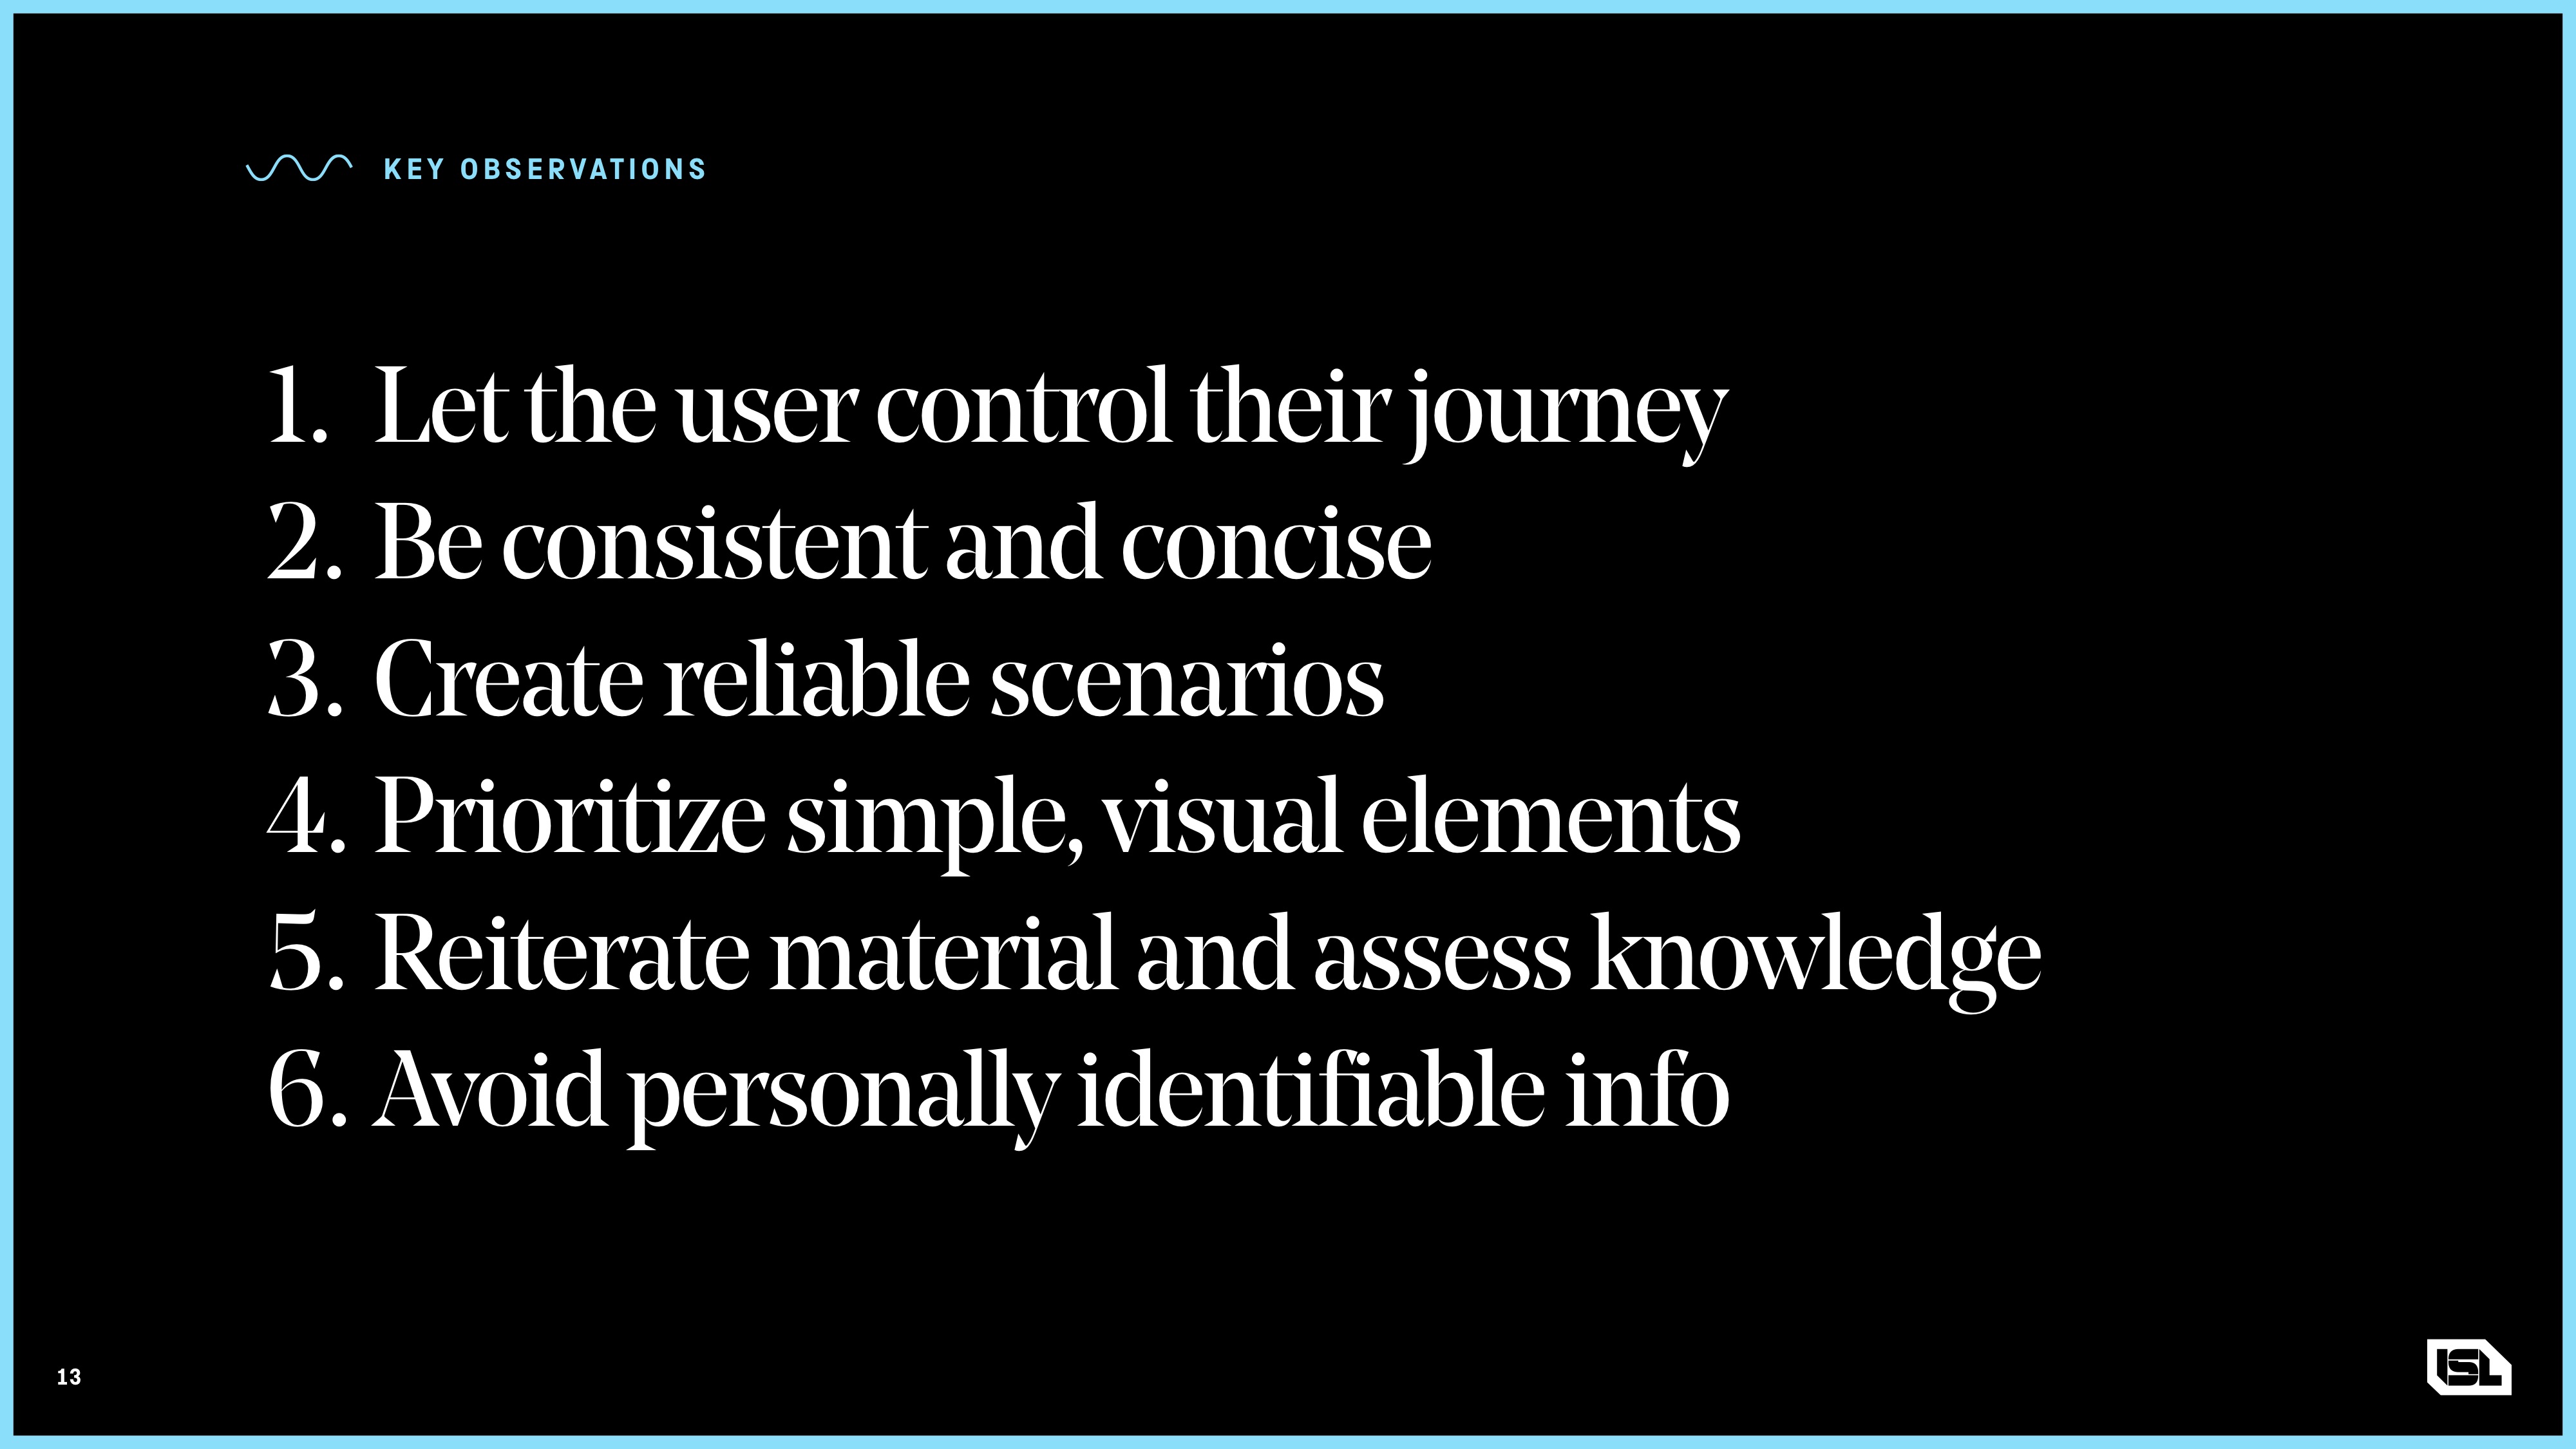 KEY OBSERVATIONS
1. Let the user control their journey
2. Be consistent and concise
3. Create reliable scenarios
4. Prioritize simple, visual elements
5. Reiterate material and assess knowledge
6. Avoid personally identifiable info
13
ISL